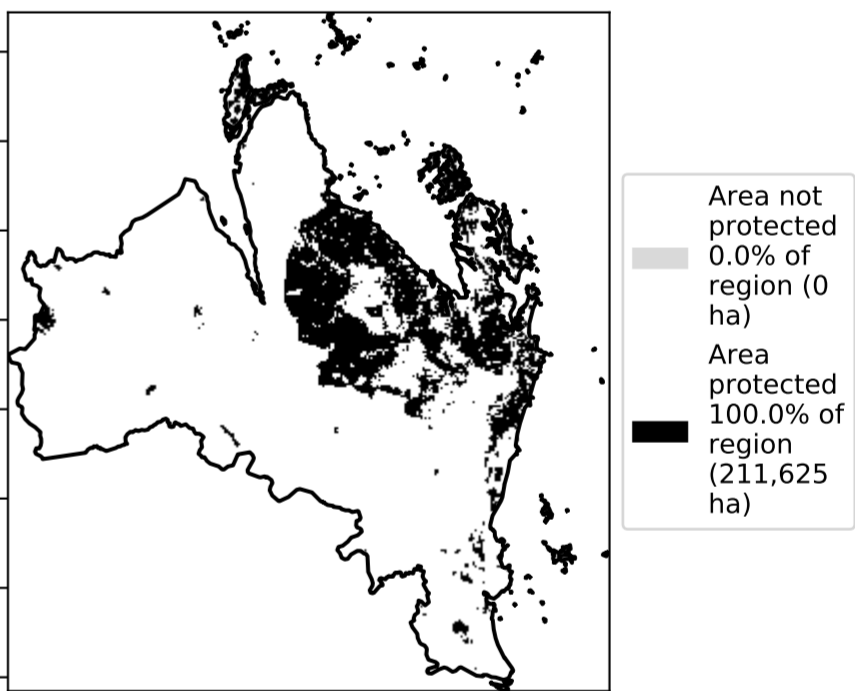 Area not
protected
0.0% of
region (0
ha)
Area
protected
100.0% of
region
(211,625
ha)